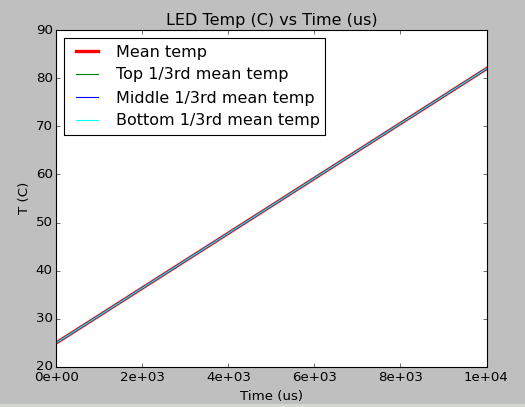 LED Temp (C) vs Time (us)
90
80
70
60
50
40
30
20
T (C)
Mean temp
Top 1/3rd mean temp
Middle 1/3rd mean temp
Bottom 1/3rd mean temp
0e+00 2e+03 4e+03 6e+03 8e+03 1e+04
Time (us)